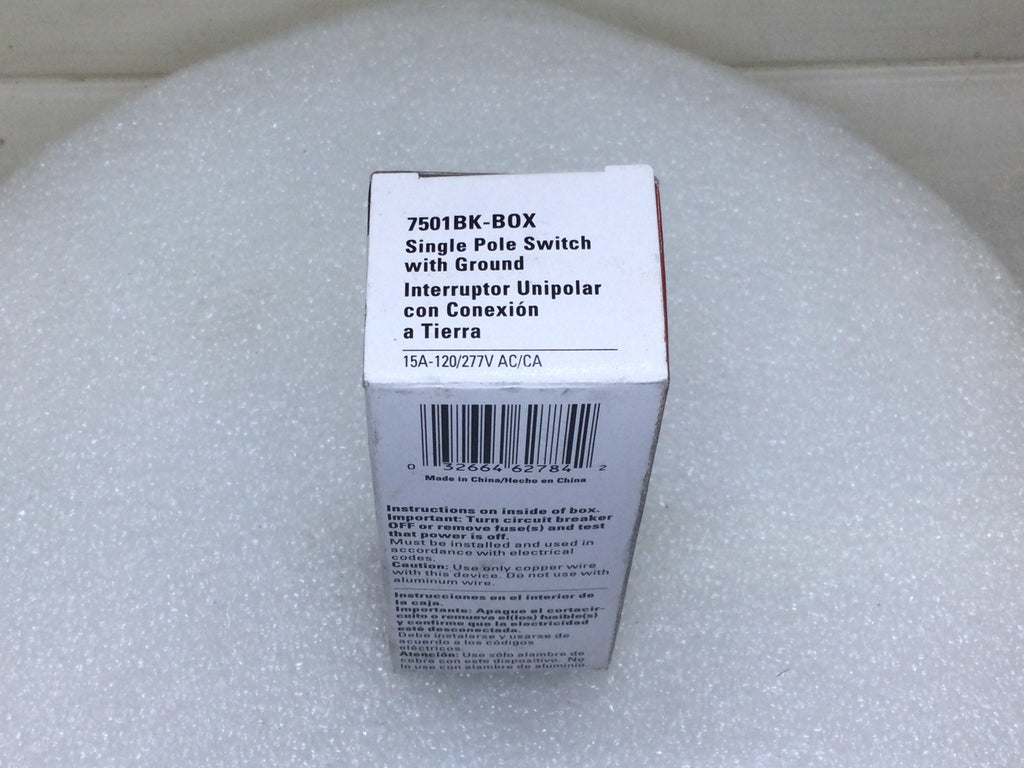 7501BK-BOX
Single Pole Switch
with Ground
Interruptor Unipolar
con Conexión
a Tierra
15A-120/277V AC/CA
0 32664 62784 2
Made in China/Hecho en China
Instructions on inside of box.
Important: Turn circuit breaker
OFF or remove fuse(s) and test
that power is off.
Must be installed and used in
accordance with electrical
codes.
Caution: Use only copper wire
with this device. Do not use with
aluminum wire.
Instrucciones en el interior de
la caja.
Importante: Apague el cortacir-
cuito o remueva el(los) fusible(s)
y confirme que la electricidad
está desconectada.
Debe instalarse y usarse de
acuerdo a los códigos
eléctricos.
Atención: Use sólo alambre de
cobre con este dispositivo. No
lo use con alambre de aluminio